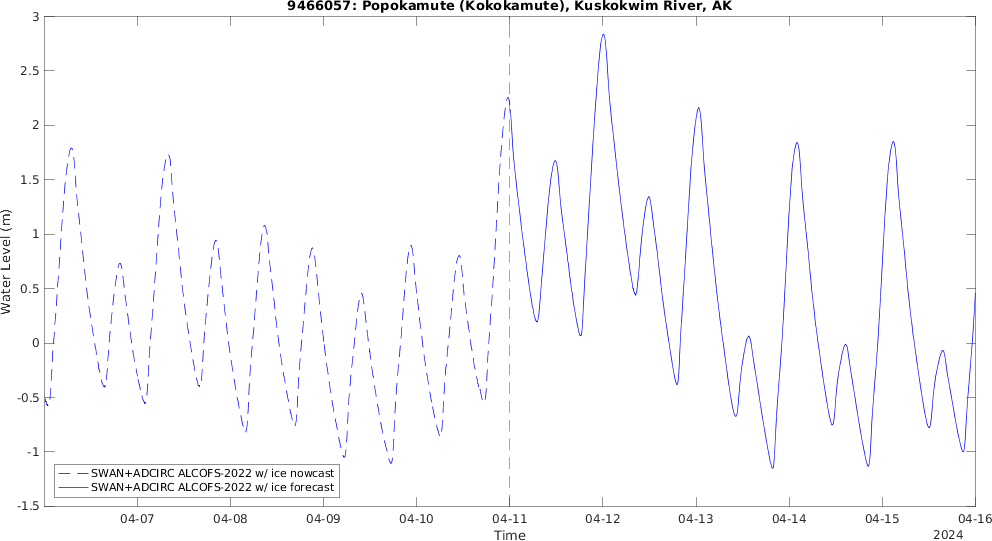 9466057: Popokamute (Kokokamute), Kuskokwim River, AK
3
2.5
2
1.5
1
0.5
0
-0.5
-1
-1.5
Water Level (m)
SWAN+ADCIRC ALCOFS-2022 w/ ice nowcast
SWAN+ADCIRC ALCOFS-2022 w/ ice forecast
04-07 04-08 04-09 04-10 04-11 04-12 04-13 04-14 04-15 04-16
Time
2024